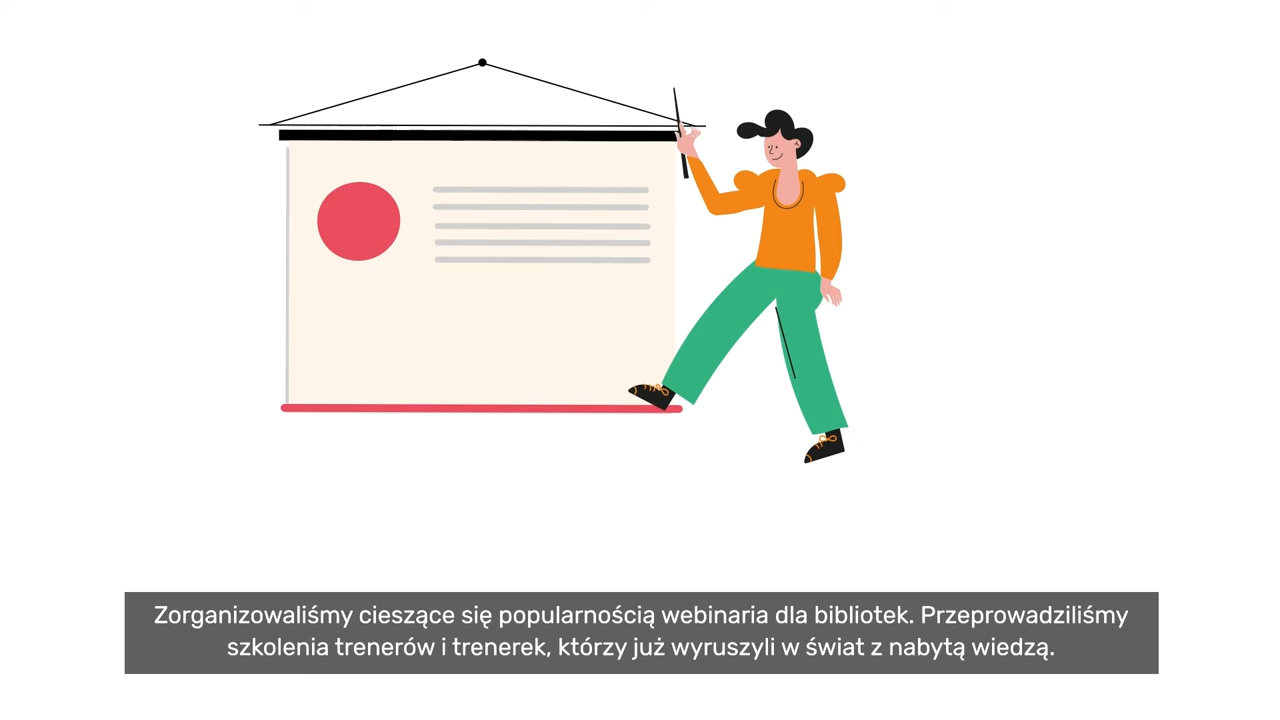 Zorganizowaliśmy cieszące się popularnością webinaria dla bibliotek. Przeprowadziliśmy
szkolenia trenerów i trenerek, którzy już wyruszyli w świat z nabytą wiedzą.